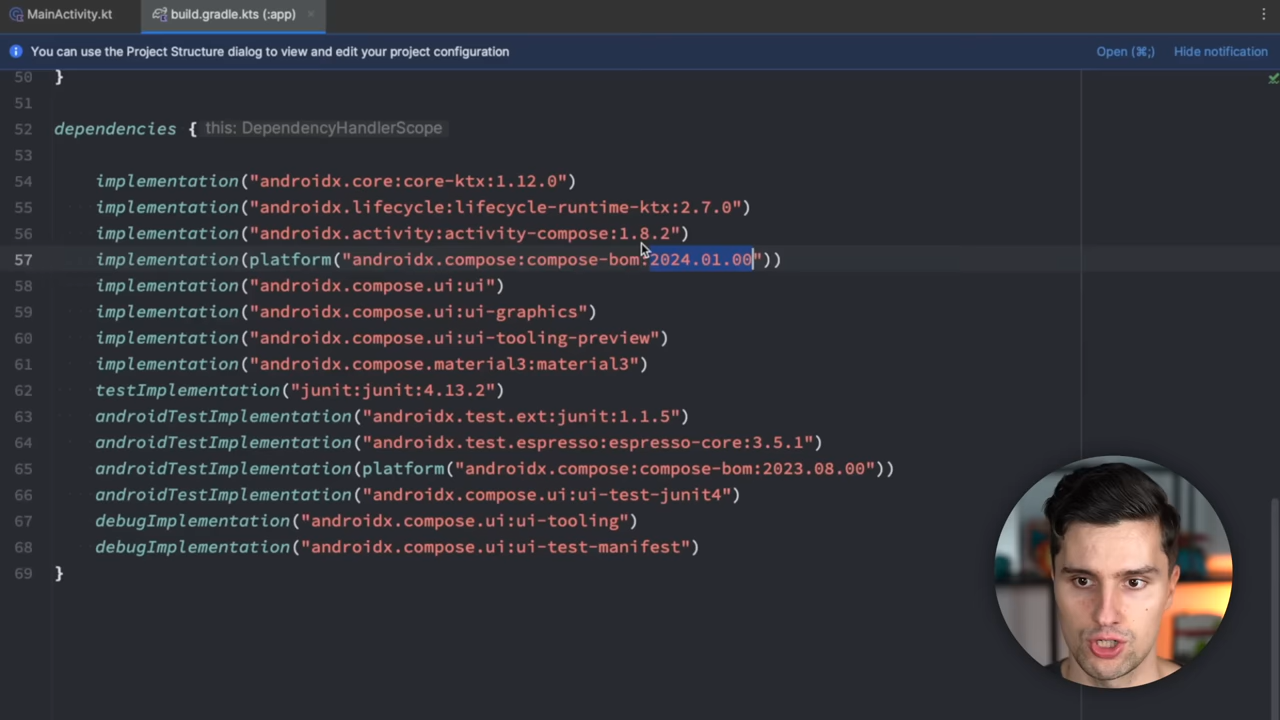 MainActivity.kt
build.gradle.kts (:app)
You can use the Project Structure dialog to view and edit your project configuration
Open (⌘;)
Hide notification
50 }
51
52 dependencies { this: DependencyHandlerScope
53
54 implementation("androidx.core:core-ktx:1.12.0")
55 implementation("androidx.lifecycle:lifecycle-runtime-ktx:2.7.0")
56 implementation("androidx.activity:activity-compose:1.8.2")
57 implementation(platform("androidx.compose:compose-bom:2024.01.00"))
58 implementation("androidx.compose.ui:ui")
59 implementation("androidx.compose.ui:ui-graphics")
60 implementation("androidx.compose.ui:ui-tooling-preview")
61 implementation("androidx.compose.material3:material3")
62 testImplementation("junit:junit:4.13.2")
63 androidTestImplementation("androidx.test.ext:junit:1.1.5")
64 androidTestImplementation("androidx.test.espresso:espresso-core:3.5.1")
65 androidTestImplementation(platform("androidx.compose:compose-bom:2023.08.00"))
66 androidTestImplementation("androidx.compose.ui:ui-test-junit4")
67 debugImplementation("androidx.compose.ui:ui-tooling")
68 debugImplementation("androidx.compose.ui:ui-test-manifest")
69 }